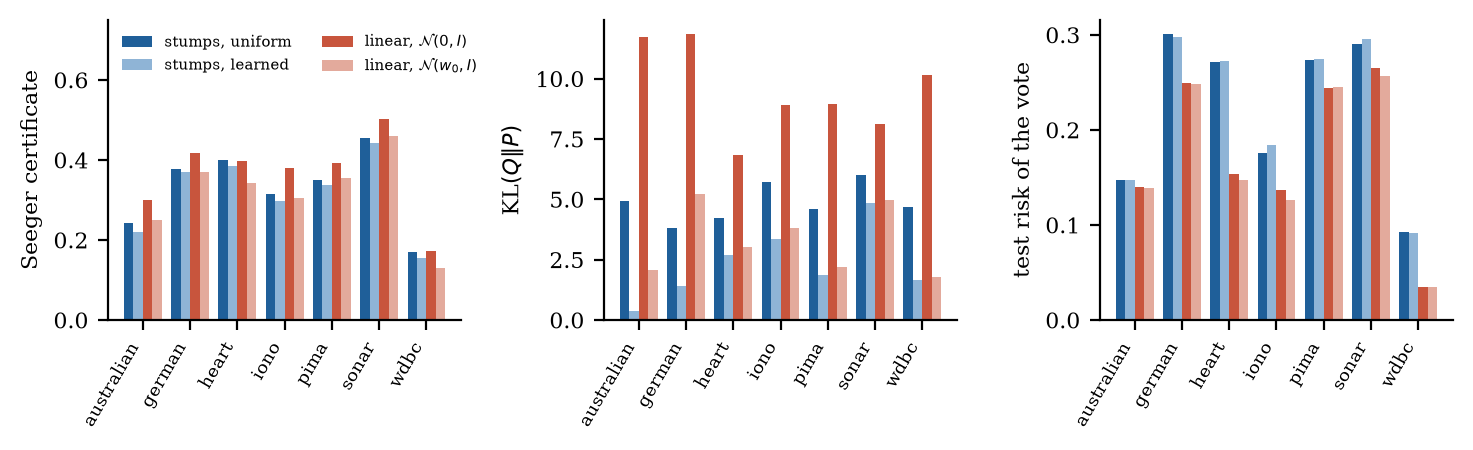 Seeger certificate
0.6
0.4
0.2
0.0
stumps, uniform
stumps, learned
linear, 𝒩(0, I)
linear, 𝒩(w₀, I)
australian
german
heart
iono
pima
sonar
wdbc
KL(Q‖P)
10.0
7.5
5.0
2.5
0.0
australian
german
heart
iono
pima
sonar
wdbc
test risk of the vote
0.3
0.2
0.1
0.0
australian
german
heart
iono
pima
sonar
wdbc